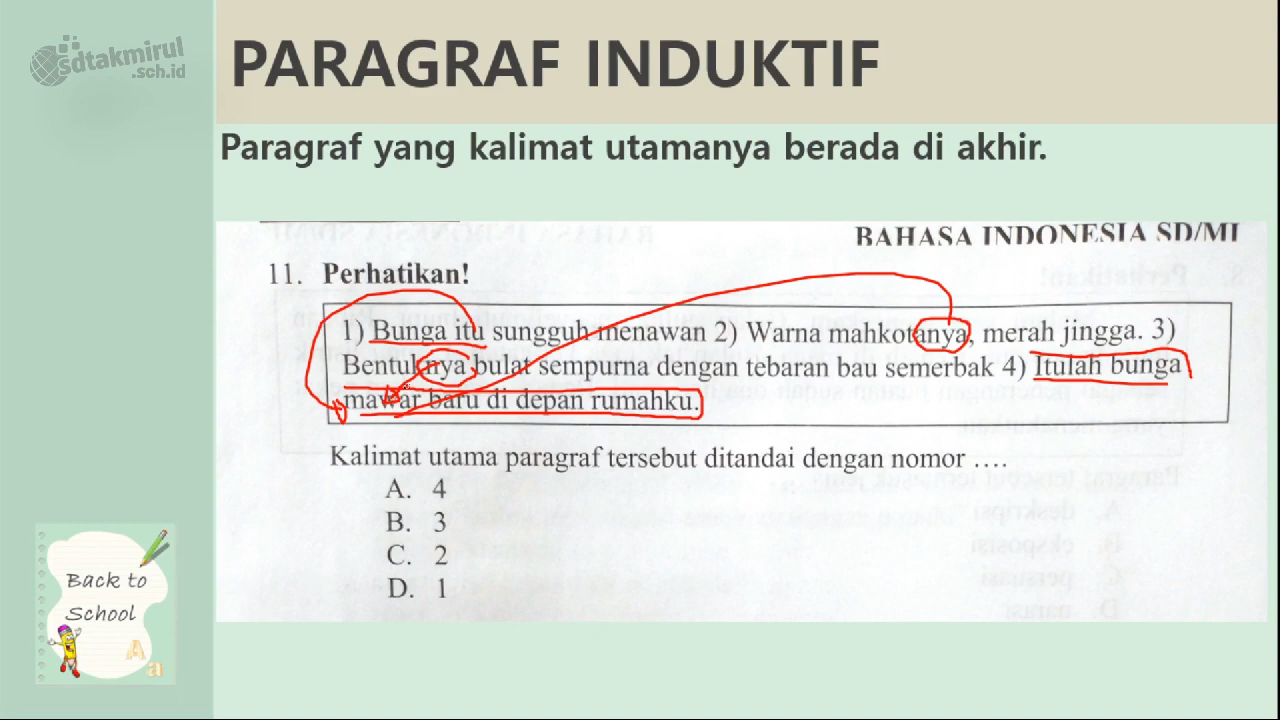 sdtakmirul
.sch.id
PARAGRAF INDUKTIF
Paragraf yang kalimat utamanya berada di akhir.
BAHASA INDONESIA SD/MI
11. Perhatikan!
1) Bunga itu sungguh menawan 2) Warna mahkotanya, merah jingga. 3)
Bentuknya bulat sempurna dengan tebaran bau semerbak 4) Itulah bunga
mawar baru di depan rumahku.
Kalimat utama paragraf tersebut ditandai dengan nomor ….
A. 4
B. 3
C. 2
D. 1
Back to
School
A
a